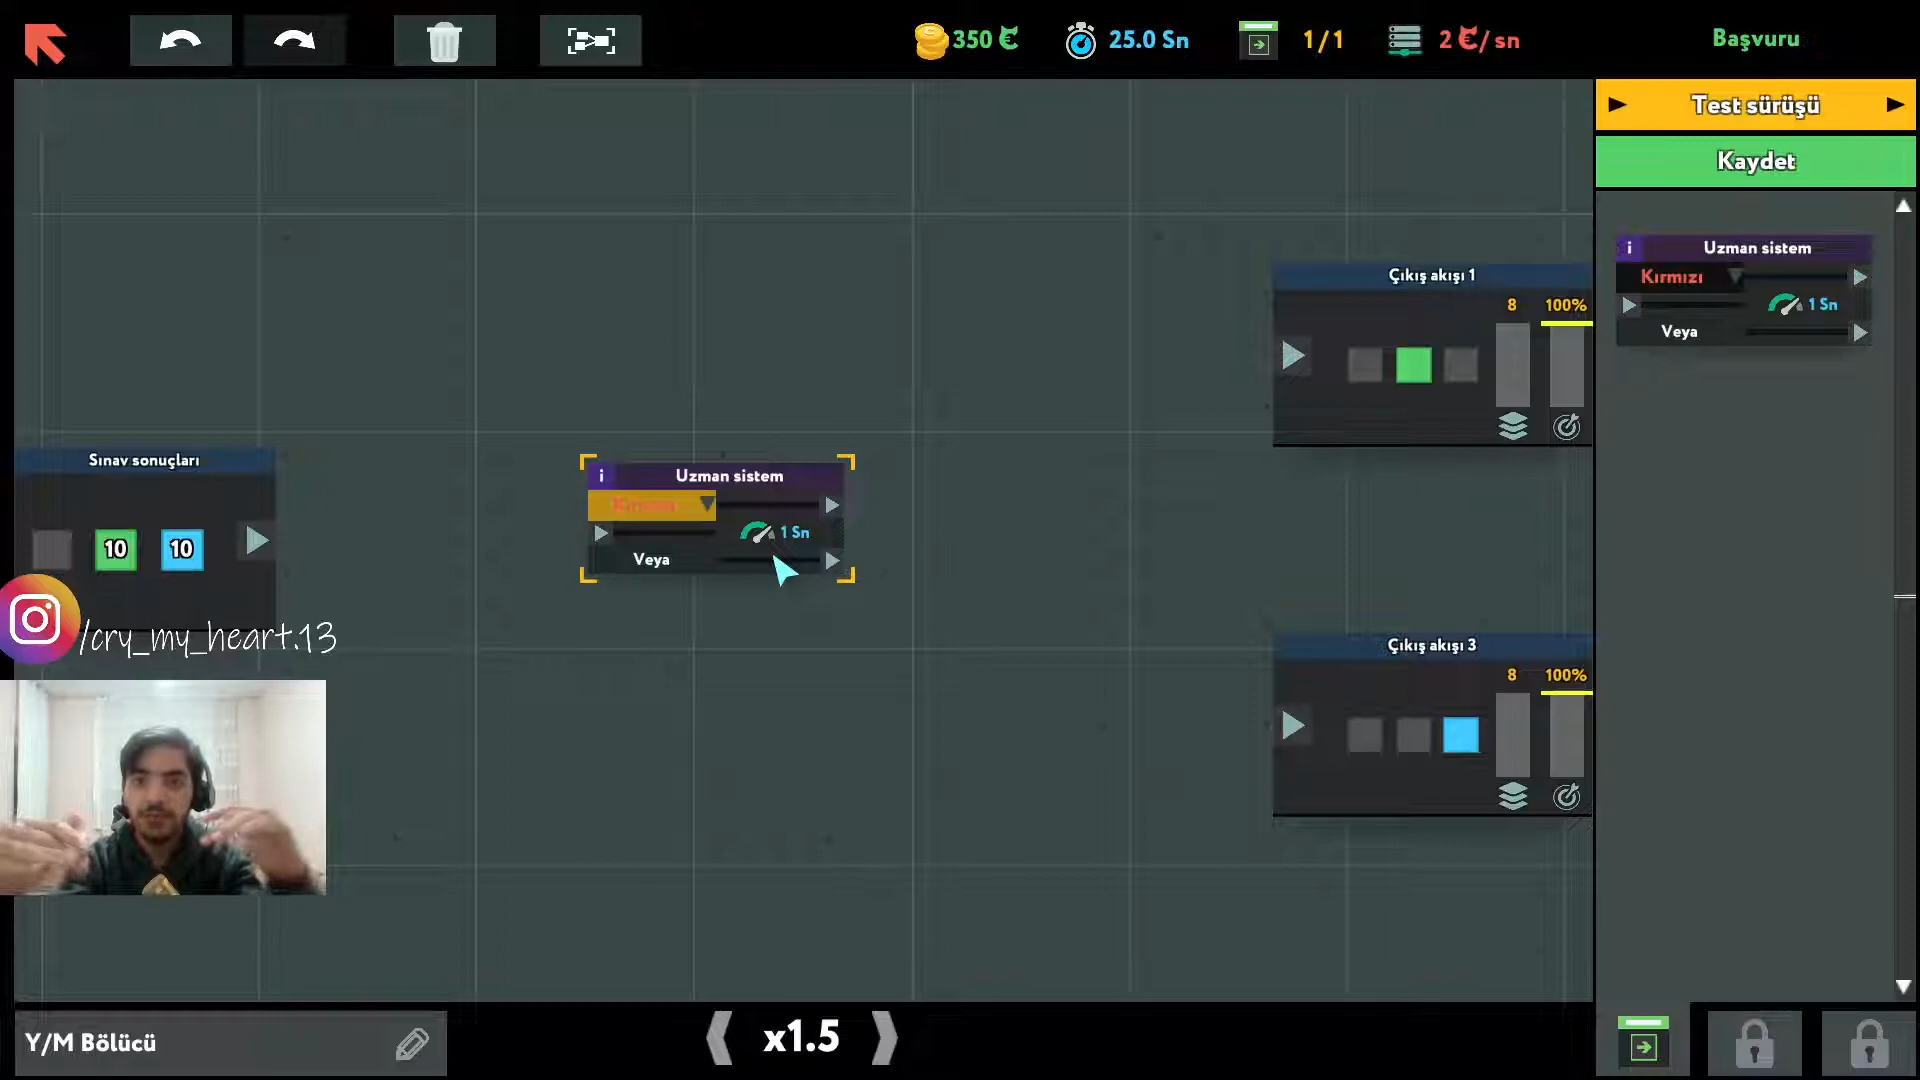 350 €
25.0 Sn
1/1
2 €/sn
Başvuru
Test sürüşü
Kaydet
Uzman sistem
Kırmızı
1 Sn
Veya
Çıkış akışı 1
8
100%
Sınav sonuçları
10
10
Uzman sistem
Kırmızı
1 Sn
Veya
Çıkış akışı 3
8
100%
/cry_my_heart.13
Y/M Bölücü
x1.5